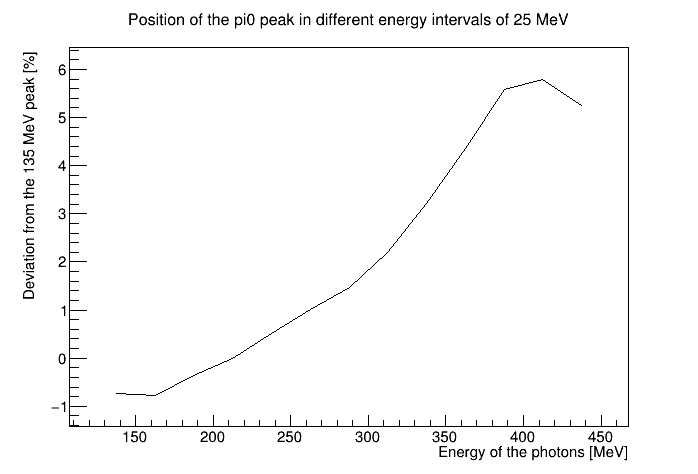 Position of the pi0 peak in different energy intervals of 25 MeV
Deviation from the 135 MeV peak [%]
6
5
4
3
2
1
0
−1
150 200 250 300 350 400 450
Energy of the photons [MeV]